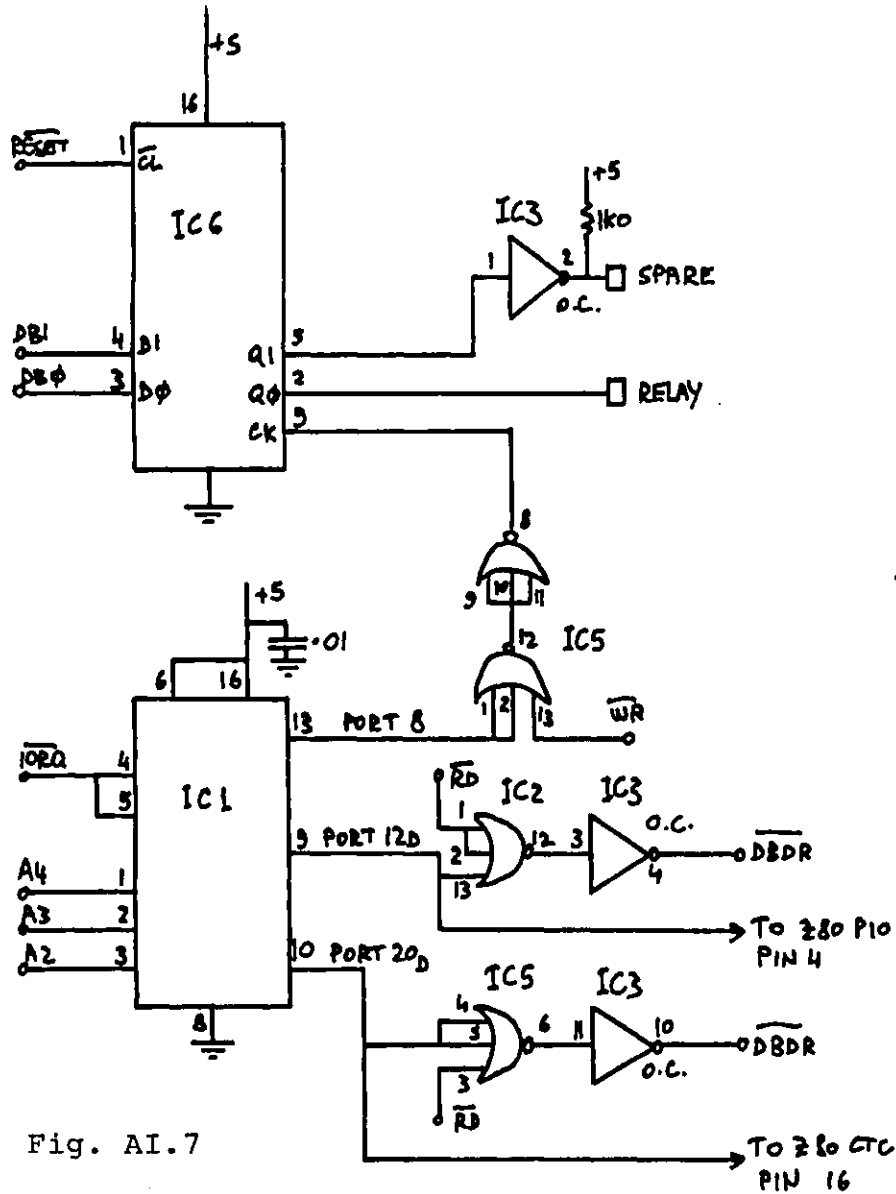 +5
16
RESET
1
CL
IC6
+5
1k0
IC3
1
2
O.C.
SPARE
DB1
4
D1
DBØ
3
DØ
Q1
5
QØ
2
RELAY
CK
9
8
9
10
11
12
IC5
1
2
13
WR
+5
.01
6
16
13
PORT 8
IORQ
4
5
IC1
RD
1
2
13
IC2
12
3
IC3
O.C.
4
DBDR
9
PORT 12D
A4
1
A3
2
A2
3
TO Z80 PIO
PIN 4
10
PORT 20D
8
IC5
4
5
3
6
IC3
11
10
O.C.
DBDR
RD
Fig. AI.7
TO Z80 CTC
PIN 16